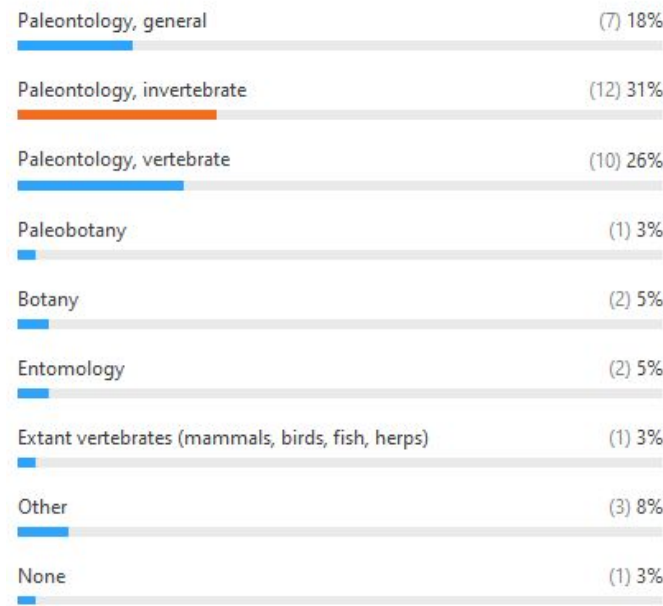 Paleontology, general (7) 18%
Paleontology, invertebrate (12) 31%
Paleontology, vertebrate (10) 26%
Paleobotany (1) 3%
Botany (2) 5%
Entomology (2) 5%
Extant vertebrates (mammals, birds, fish, herps) (1) 3%
Other (3) 8%
None (1) 3%